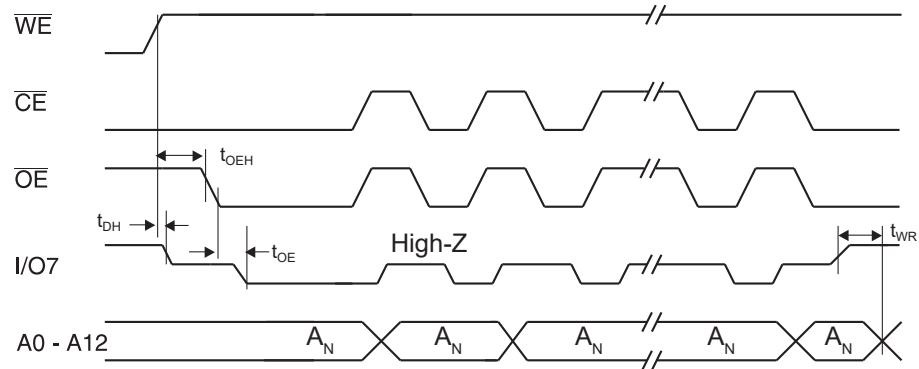 WE
CE
t_OEH
OE
t_DH
t_OE
High-Z
t_WR
I/O7
A0 - A12
A_N A_N A_N A_N A_N